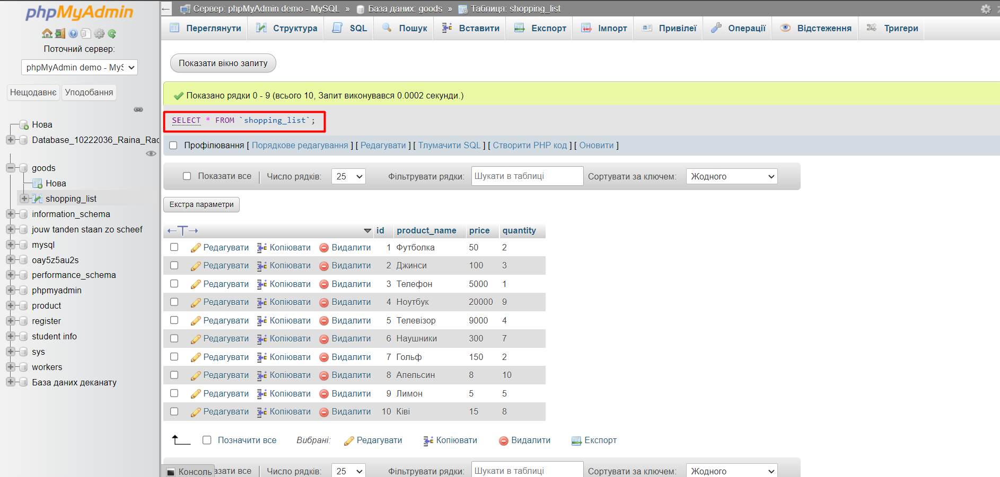 phpMyAdmin
Поточний сервер:
phpMyAdmin demo - MyS
Нещодавнє Уподобання
Нова
Database_10222036_Raina_Rac
goods
Нова
shopping_list
information_schema
jouw tanden staan zo scheef
mysql
oay5z5au2s
performance_schema
phpmyadmin
product
register
student info
sys
workers
База даних деканату
Сервер: phpMyAdmin demo - MySQL » База даних: goods » Таблиця: shopping_list
Переглянути Структура SQL Пошук Вставити Експорт Імпорт Привілеї Операції Відстеження Тригери
Показати вікно запиту
Показано рядки 0 - 9 (всього 10, Запит виконувався 0.0002 секунди.)
SELECT * FROM `shopping_list`;
Профілювання [ Порядкове редагування ] [ Редагувати ] [ Тлумачити SQL ] [ Створити PHP код ] [ Оновити ]
Показати все Число рядків: 25 Фільтрувати рядки: Шукати в таблиці Сортувати за ключем: Жодного
Екстра параметри
id product_name price quantity
Редагувати Копіювати Видалити 1 Футболка 50 2
Редагувати Копіювати Видалити 2 Джинси 100 3
Редагувати Копіювати Видалити 3 Телефон 5000 1
Редагувати Копіювати Видалити 4 Ноутбук 20000 9
Редагувати Копіювати Видалити 5 Телевізор 9000 4
Редагувати Копіювати Видалити 6 Наушники 300 7
Редагувати Копіювати Видалити 7 Гольф 150 2
Редагувати Копіювати Видалити 8 Апельсин 8 10
Редагувати Копіювати Видалити 9 Лимон 5 5
Редагувати Копіювати Видалити 10 Ківі 15 8
Позначити все Вибрані: Редагувати Копіювати Видалити Експорт
Консоль азати все Число рядків: 25 Фільтрувати рядки: Шукати в таблиці Сортувати за ключем: Жодного